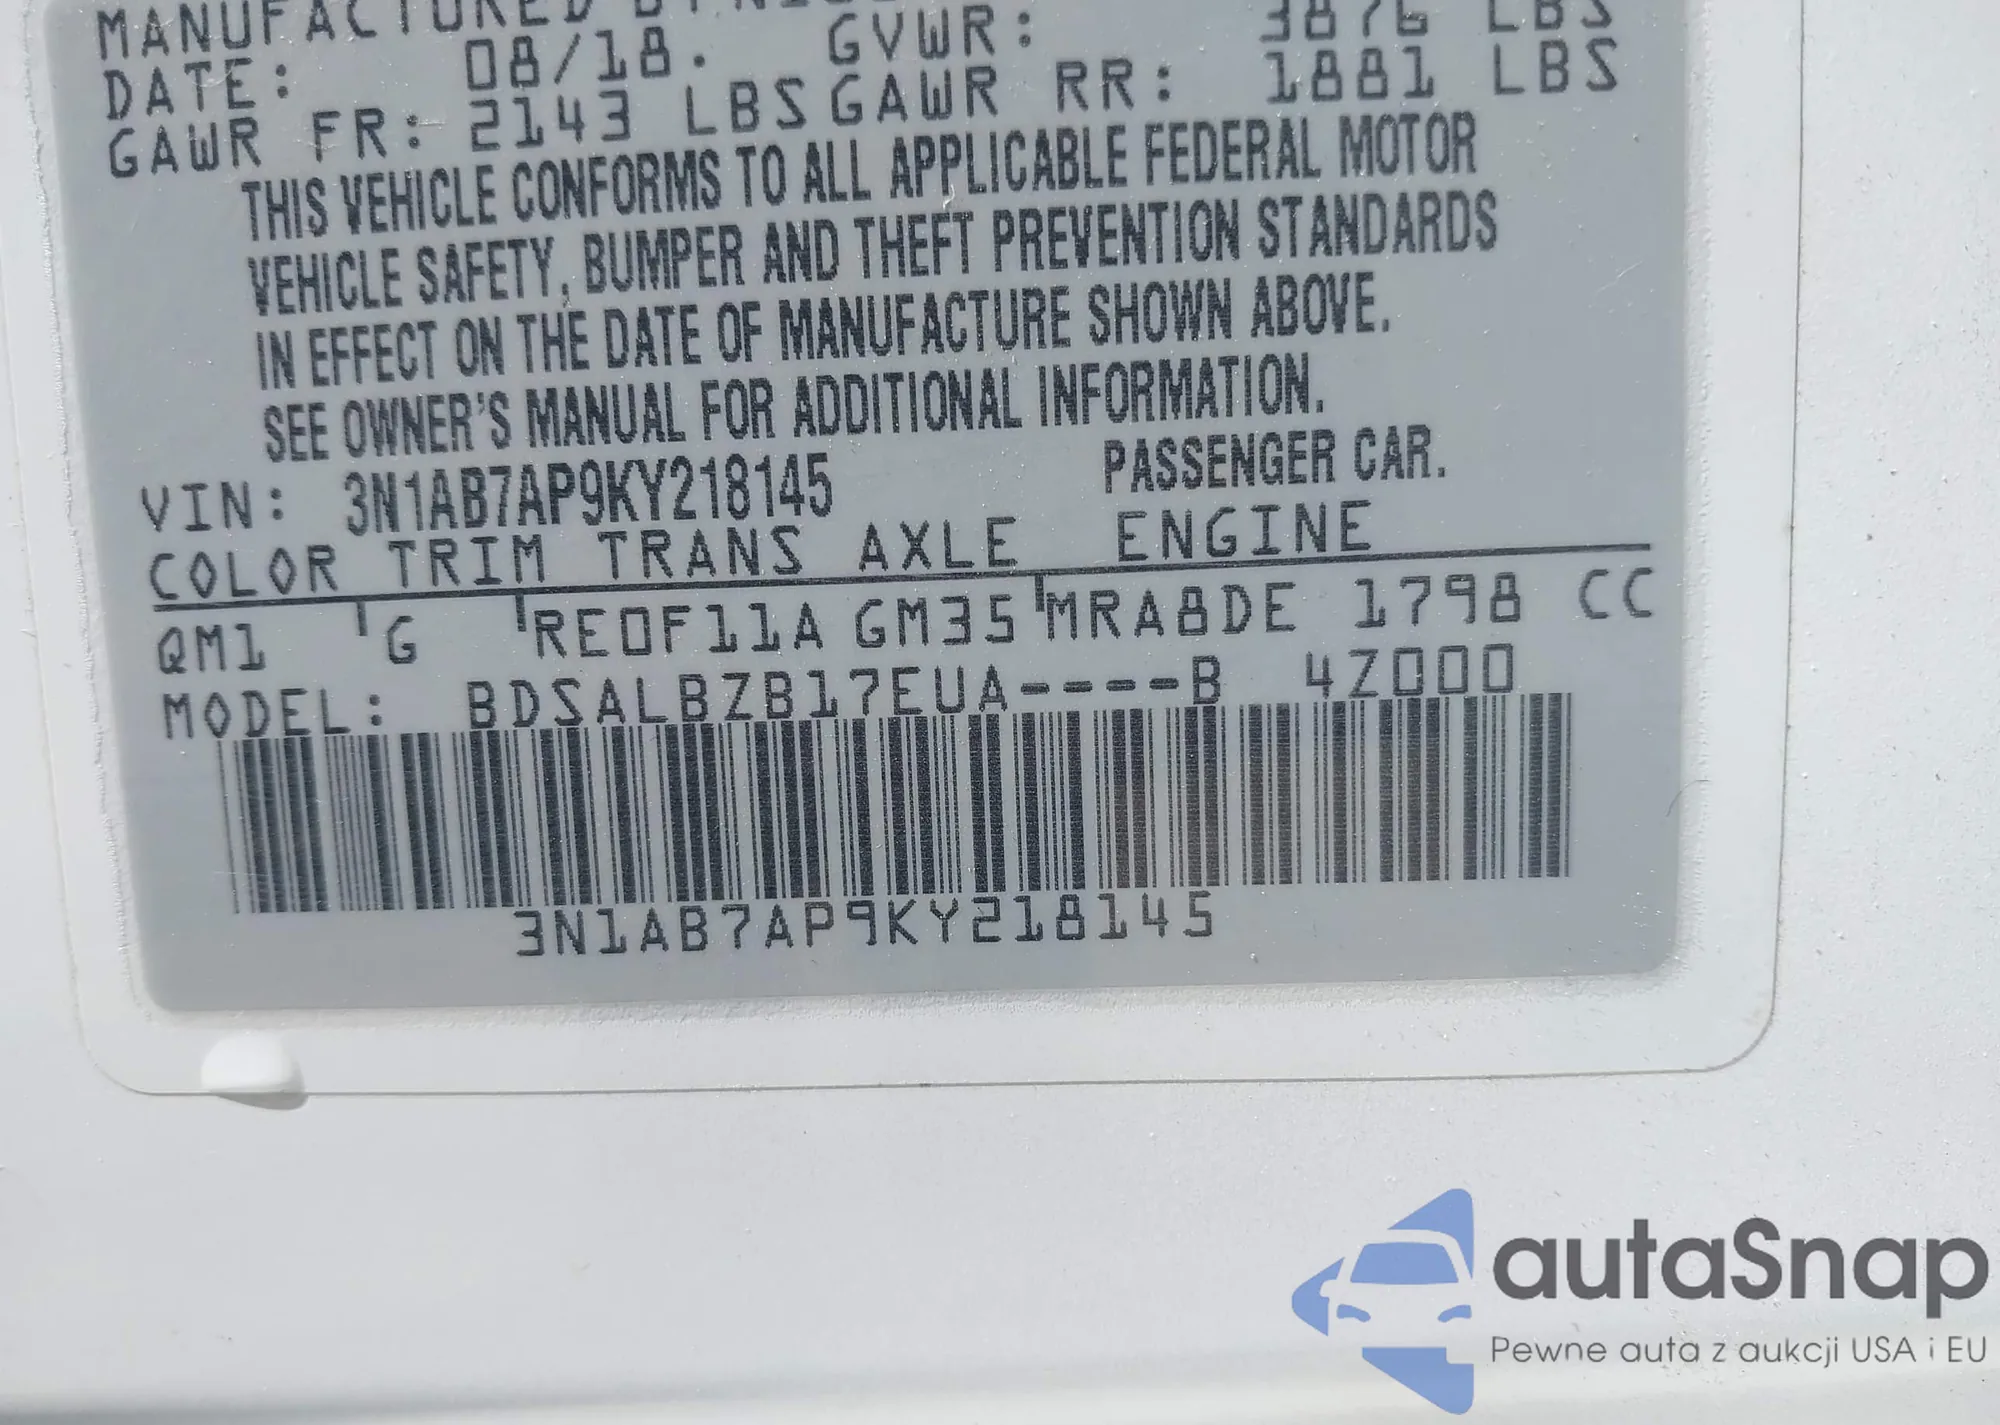 MANUFACTURED BY NISS
DATE: 08/18. GVWR: 3876 LBS
GAWR FR: 2143 LBS GAWR RR: 1881 LBS
THIS VEHICLE CONFORMS TO ALL APPLICABLE FEDERAL MOTOR
VEHICLE SAFETY, BUMPER AND THEFT PREVENTION STANDARDS
IN EFFECT ON THE DATE OF MANUFACTURE SHOWN ABOVE.
SEE OWNER'S MANUAL FOR ADDITIONAL INFORMATION.
VIN: 3N1AB7AP9KY218145 PASSENGER CAR.
COLOR TRIM TRANS AXLE ENGINE
QM1 G RE0F11A GM35 MRA8DE 1798 CC
MODEL: BDSALBZB17EUA----B 4Z000
3N1AB7AP9KY218145
autaSnap
Pewne auta z aukcji USA i EU